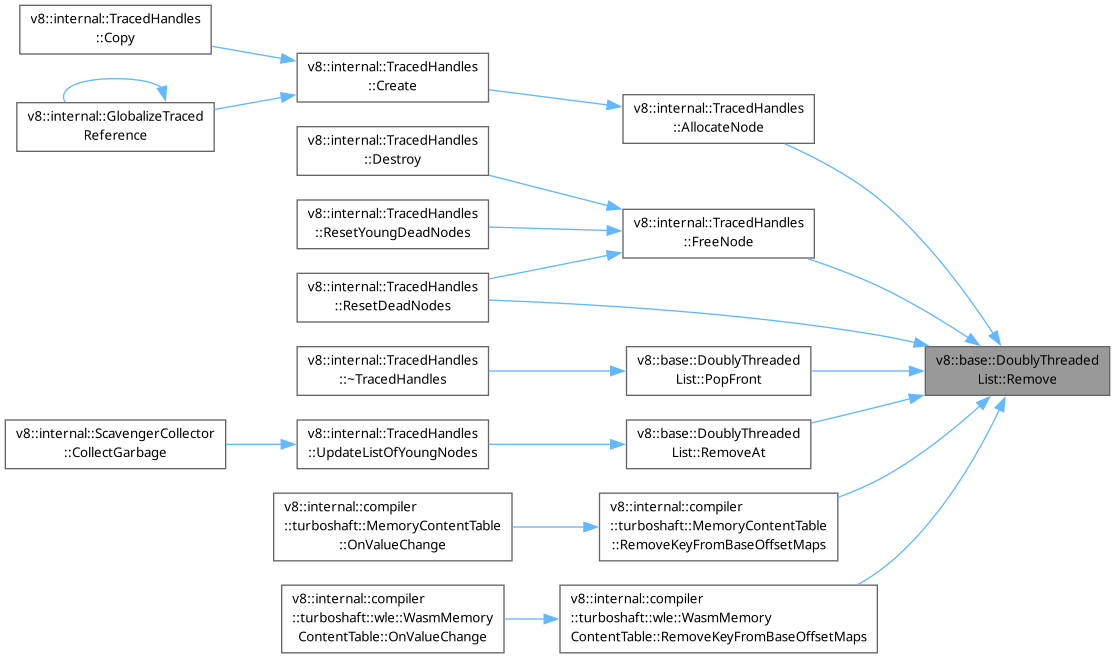 v8::internal::TracedHandles
::Copy
v8::internal::GlobalizeTraced
Reference
v8::internal::TracedHandles
::Create
v8::internal::TracedHandles
::AllocateNode
v8::internal::TracedHandles
::Destroy
v8::internal::TracedHandles
::ResetYoungDeadNodes
v8::internal::TracedHandles
::FreeNode
v8::internal::TracedHandles
::ResetDeadNodes
v8::internal::TracedHandles
::~TracedHandles
v8::base::DoublyThreaded
List::PopFront
v8::base::DoublyThreaded
List::Remove
v8::internal::ScavengerCollector
::CollectGarbage
v8::internal::TracedHandles
::UpdateListOfYoungNodes
v8::base::DoublyThreaded
List::RemoveAt
v8::internal::compiler
::turboshaft::MemoryContentTable
::OnValueChange
v8::internal::compiler
::turboshaft::MemoryContentTable
::RemoveKeyFromBaseOffsetMaps
v8::internal::compiler
::turboshaft::wle::WasmMemory
ContentTable::OnValueChange
v8::internal::compiler
::turboshaft::wle::WasmMemory
ContentTable::RemoveKeyFromBaseOffsetMaps